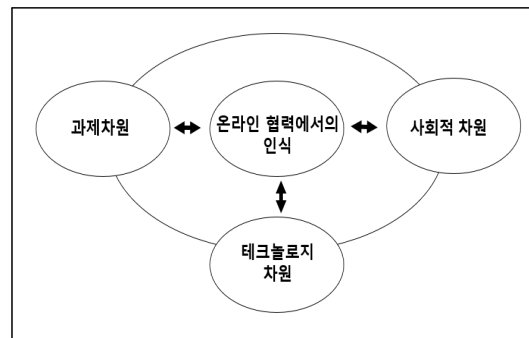 과제차원
온라인 협력에서의
인식
사회적 차원
테크놀로지
차원